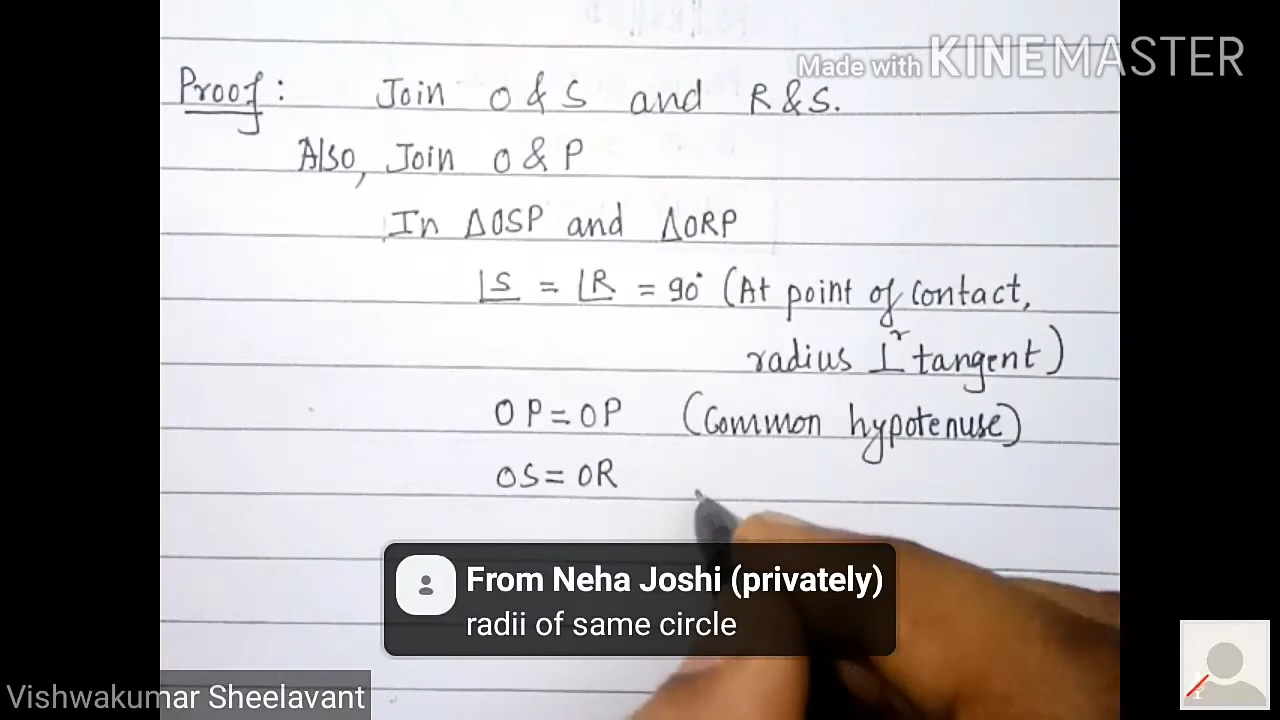 Made with KINEMASTER
Proof: Join O & S and R & S.
Also, Join O & P
In ΔOSP and ΔORP
∠S = ∠R = 90° (At point of contact,
radius ⊥r tangent)
OP = OP (Common hypotenuse)
OS = OR
From Neha Joshi (privately)
radii of same circle
Vishwakumar Sheelavant